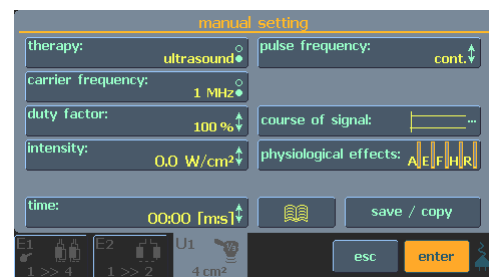 manual setting
therapy:
ultrasound
pulse frequency:
cont.
carrier frequency:
1 MHz
duty factor:
100 %
course of signal:
...
intensity:
0.0 W/cm²
physiological effects:
A E F H R
time:
00:00 [m:s]
save / copy
E1
1 >> 4
E2
1 >> 2
U1
4 cm²
esc
enter